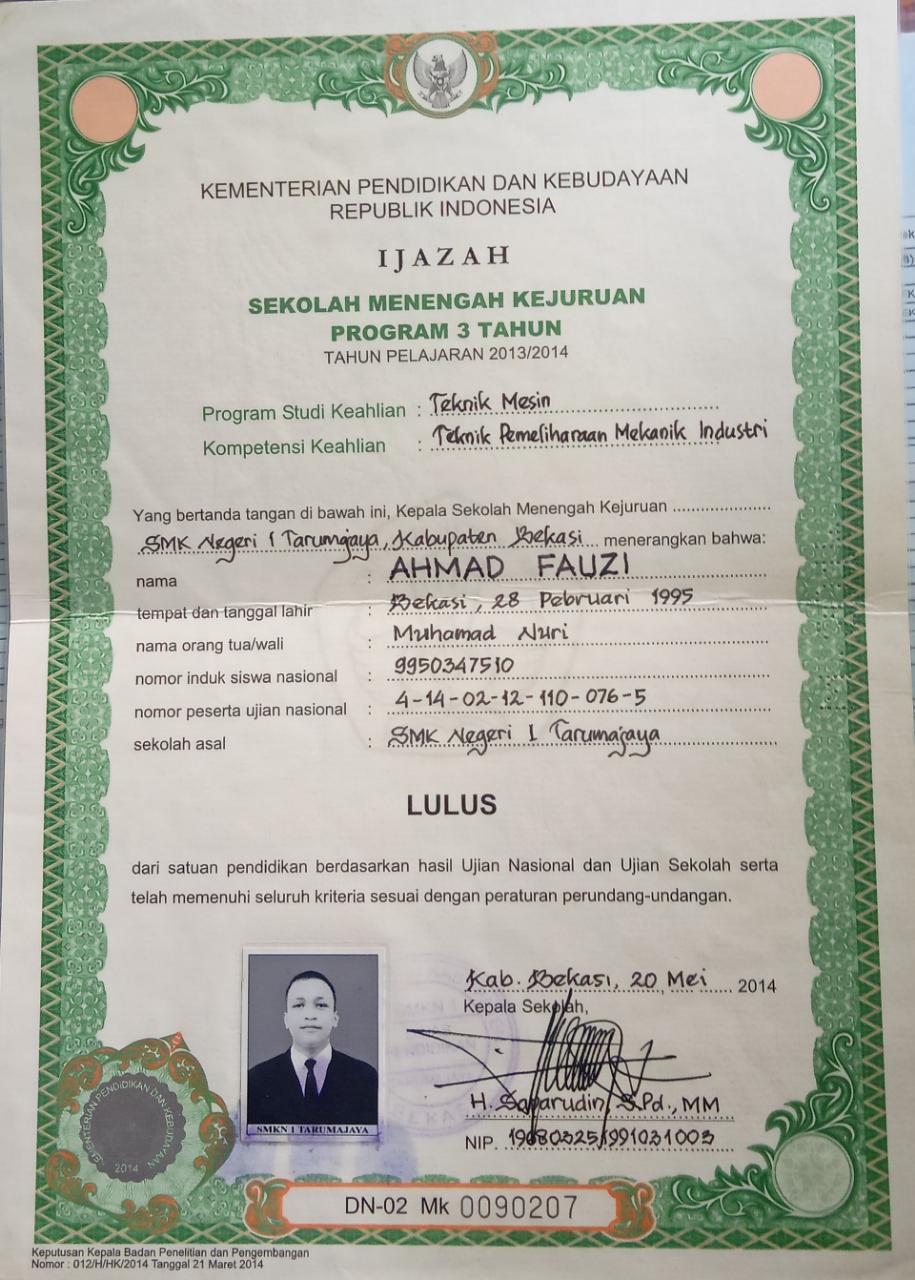 KEMENTERIAN PENDIDIKAN DAN KEBUDAYAAN
REPUBLIK INDONESIA
IJAZAH
SEKOLAH MENENGAH KEJURUAN
PROGRAM 3 TAHUN
TAHUN PELAJARAN 2013/2014
Program Studi Keahlian : Teknik Mesin
Kompetensi Keahlian : Teknik Pemeliharaan Mekanik Industri
Yang bertanda tangan di bawah ini, Kepala Sekolah Menengah Kejuruan
SMK Negeri 1 Tarumajaya, Kabupaten Bekasi menerangkan bahwa:
nama : AHMAD FAUZI
tempat dan tanggal lahir : Bekasi, 28 Pebruari 1995
nama orang tua/wali : Muhamad Nuri
nomor induk siswa nasional : 9950347510
nomor peserta ujian nasional : 4-14-02-12-110-076-5
sekolah asal : SMK Negeri 1 Tarumajaya
LULUS
dari satuan pendidikan berdasarkan hasil Ujian Nasional dan Ujian Sekolah serta
telah memenuhi seluruh kriteria sesuai dengan peraturan perundang-undangan.
Kab. Bekasi, 20 Mei 2014
Kepala Sekolah,
H. Saparudin, S.Pd., MM
NIP. 196803251991031003
SMKN 1 TARUMAJAYA
KEMENTERIAN PENDIDIKAN DAN KEBUDAYAAN
2014
DN-02 Mk 0090207
Keputusan Kepala Badan Penelitian dan Pengembangan
Nomor : 012/H/HK/2014 Tanggal 21 Maret 2014